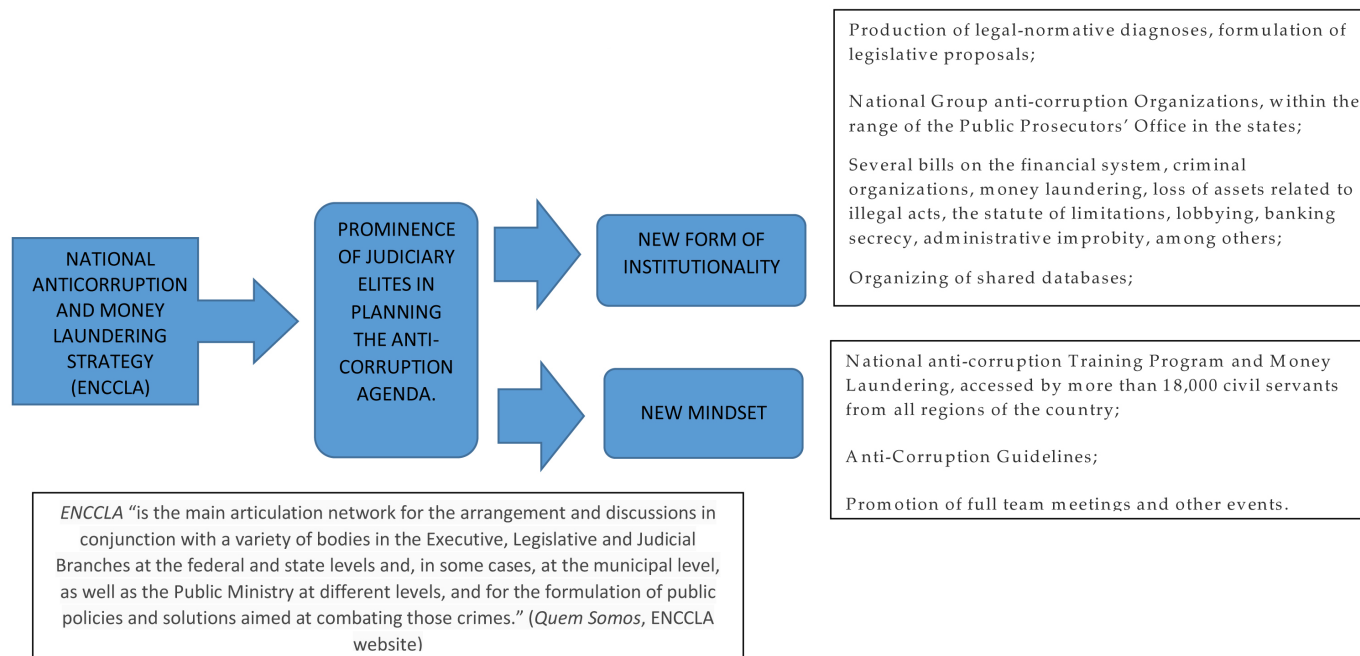 NATIONAL
ANTICORRUPTION
AND MONEY
LAUNDERING
STRATEGY
(ENCCLA)
PROMINENCE
OF JUDICIARY
ELITES IN
PLANNING
THE ANTI-
CORRUPTION
AGENDA.
NEW FORM OF
INSTITUTIONALITY
NEW MINDSET
Production of legal-normative diagnoses, formulation of
legislative proposals;
National Group anti-corruption Organizations, within the
range of the Public Prosecutors’ Office in the states;
Several bills on the financial system, criminal
organizations, money laundering, loss of assets related to
illegal acts, the statute of limitations, lobbying, banking
secrecy, administrative improbity, among others;
Organizing of shared databases;
National anti-corruption Training Program and Money
Laundering, accessed by more than 18,000 civil servants
from all regions of the country;
Anti-Corruption Guidelines;
Promotion of full team meetings and other events.
ENCCLA “is the main articulation network for the arrangement and discussions in
conjunction with a variety of bodies in the Executive, Legislative and Judicial
Branches at the federal and state levels and, in some cases, at the municipal level,
as well as the Public Ministry at different levels, and for the formulation of public
policies and solutions aimed at combating those crimes.” (Quem Somos, ENCCLA
website)